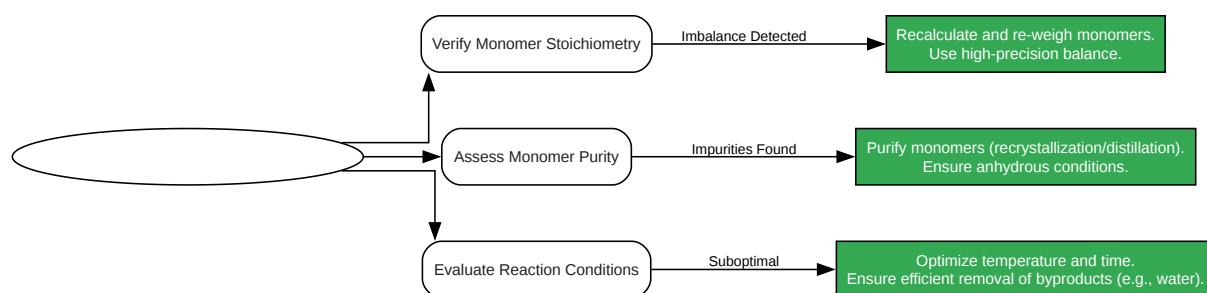 Verify Monomer Stoichiometry
Imbalance Detected
Recalculate and re-weigh monomers.
Use high-precision balance.
Assess Monomer Purity
Impurities Found
Purify monomers (recrystallization/distillation).
Ensure anhydrous conditions.
Evaluate Reaction Conditions
Suboptimal
Optimize temperature and time.
Ensure efficient removal of byproducts (e.g., water).